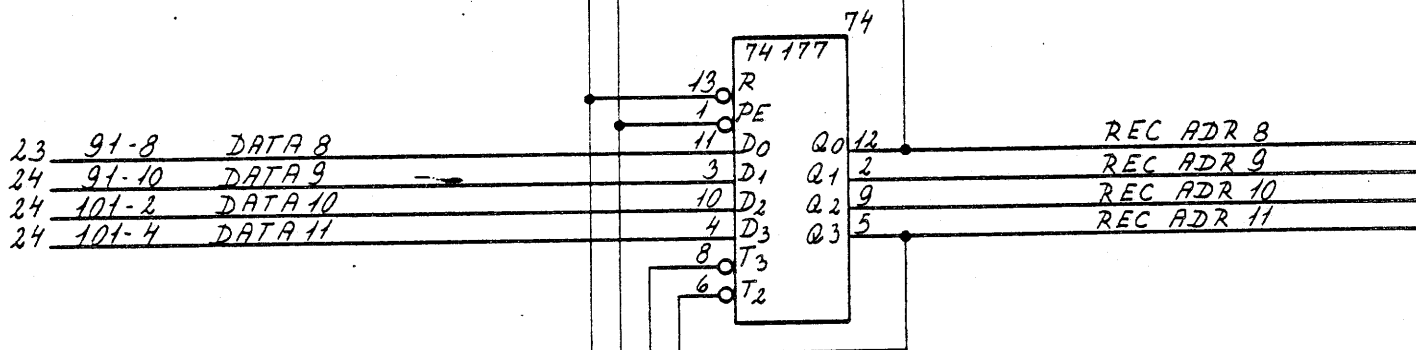 74
74 177
13 R
1 PE
23 91-8 DATA 8 11 D0 Q0 12 REC ADR 8
24 91-10 DATA 9 3 D1 Q1 2 REC ADR 9
24 101-2 DATA 10 10 D2 Q2 9 REC ADR 10
24 101-4 DATA 11 4 D3 Q3 5 REC ADR 11
8 T3
6 T2